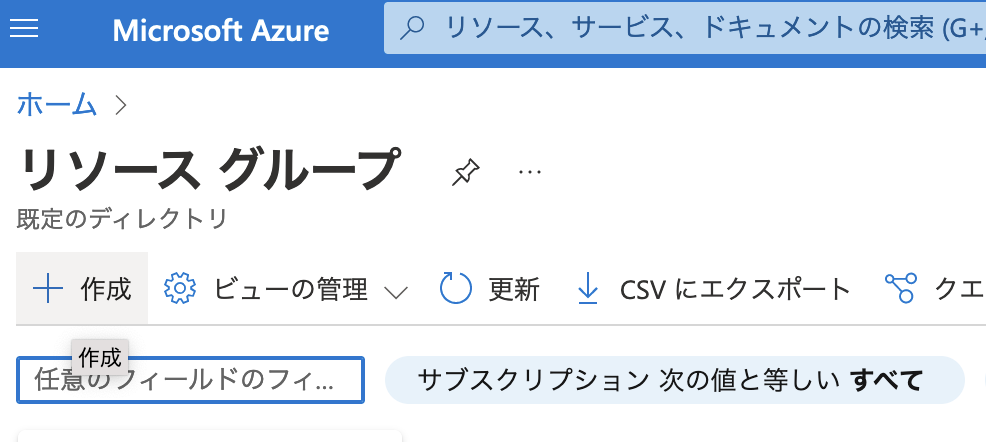 Microsoft Azure
リソース、サービス、ドキュメントの検索 (G+/
ホーム
リソース グループ
既定のディレクトリ
作成 ビューの管理 更新 CSV にエクスポート クエ
作成
任意のフィールドのフィ... サブスクリプション 次の値と等しい すべて